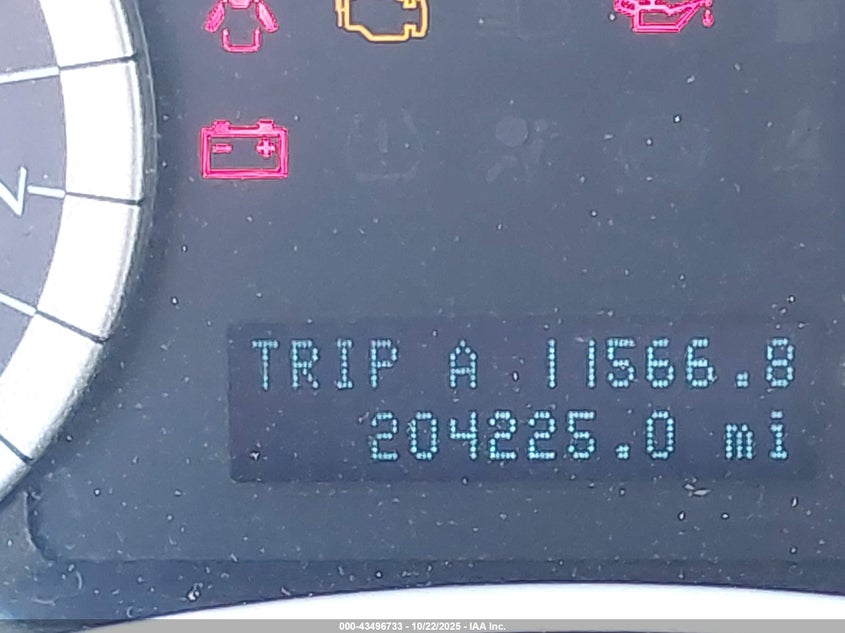 TRIP A 11566.8
204225.0 mi
000-43496733 - 10/22/2025 - IAA Inc.